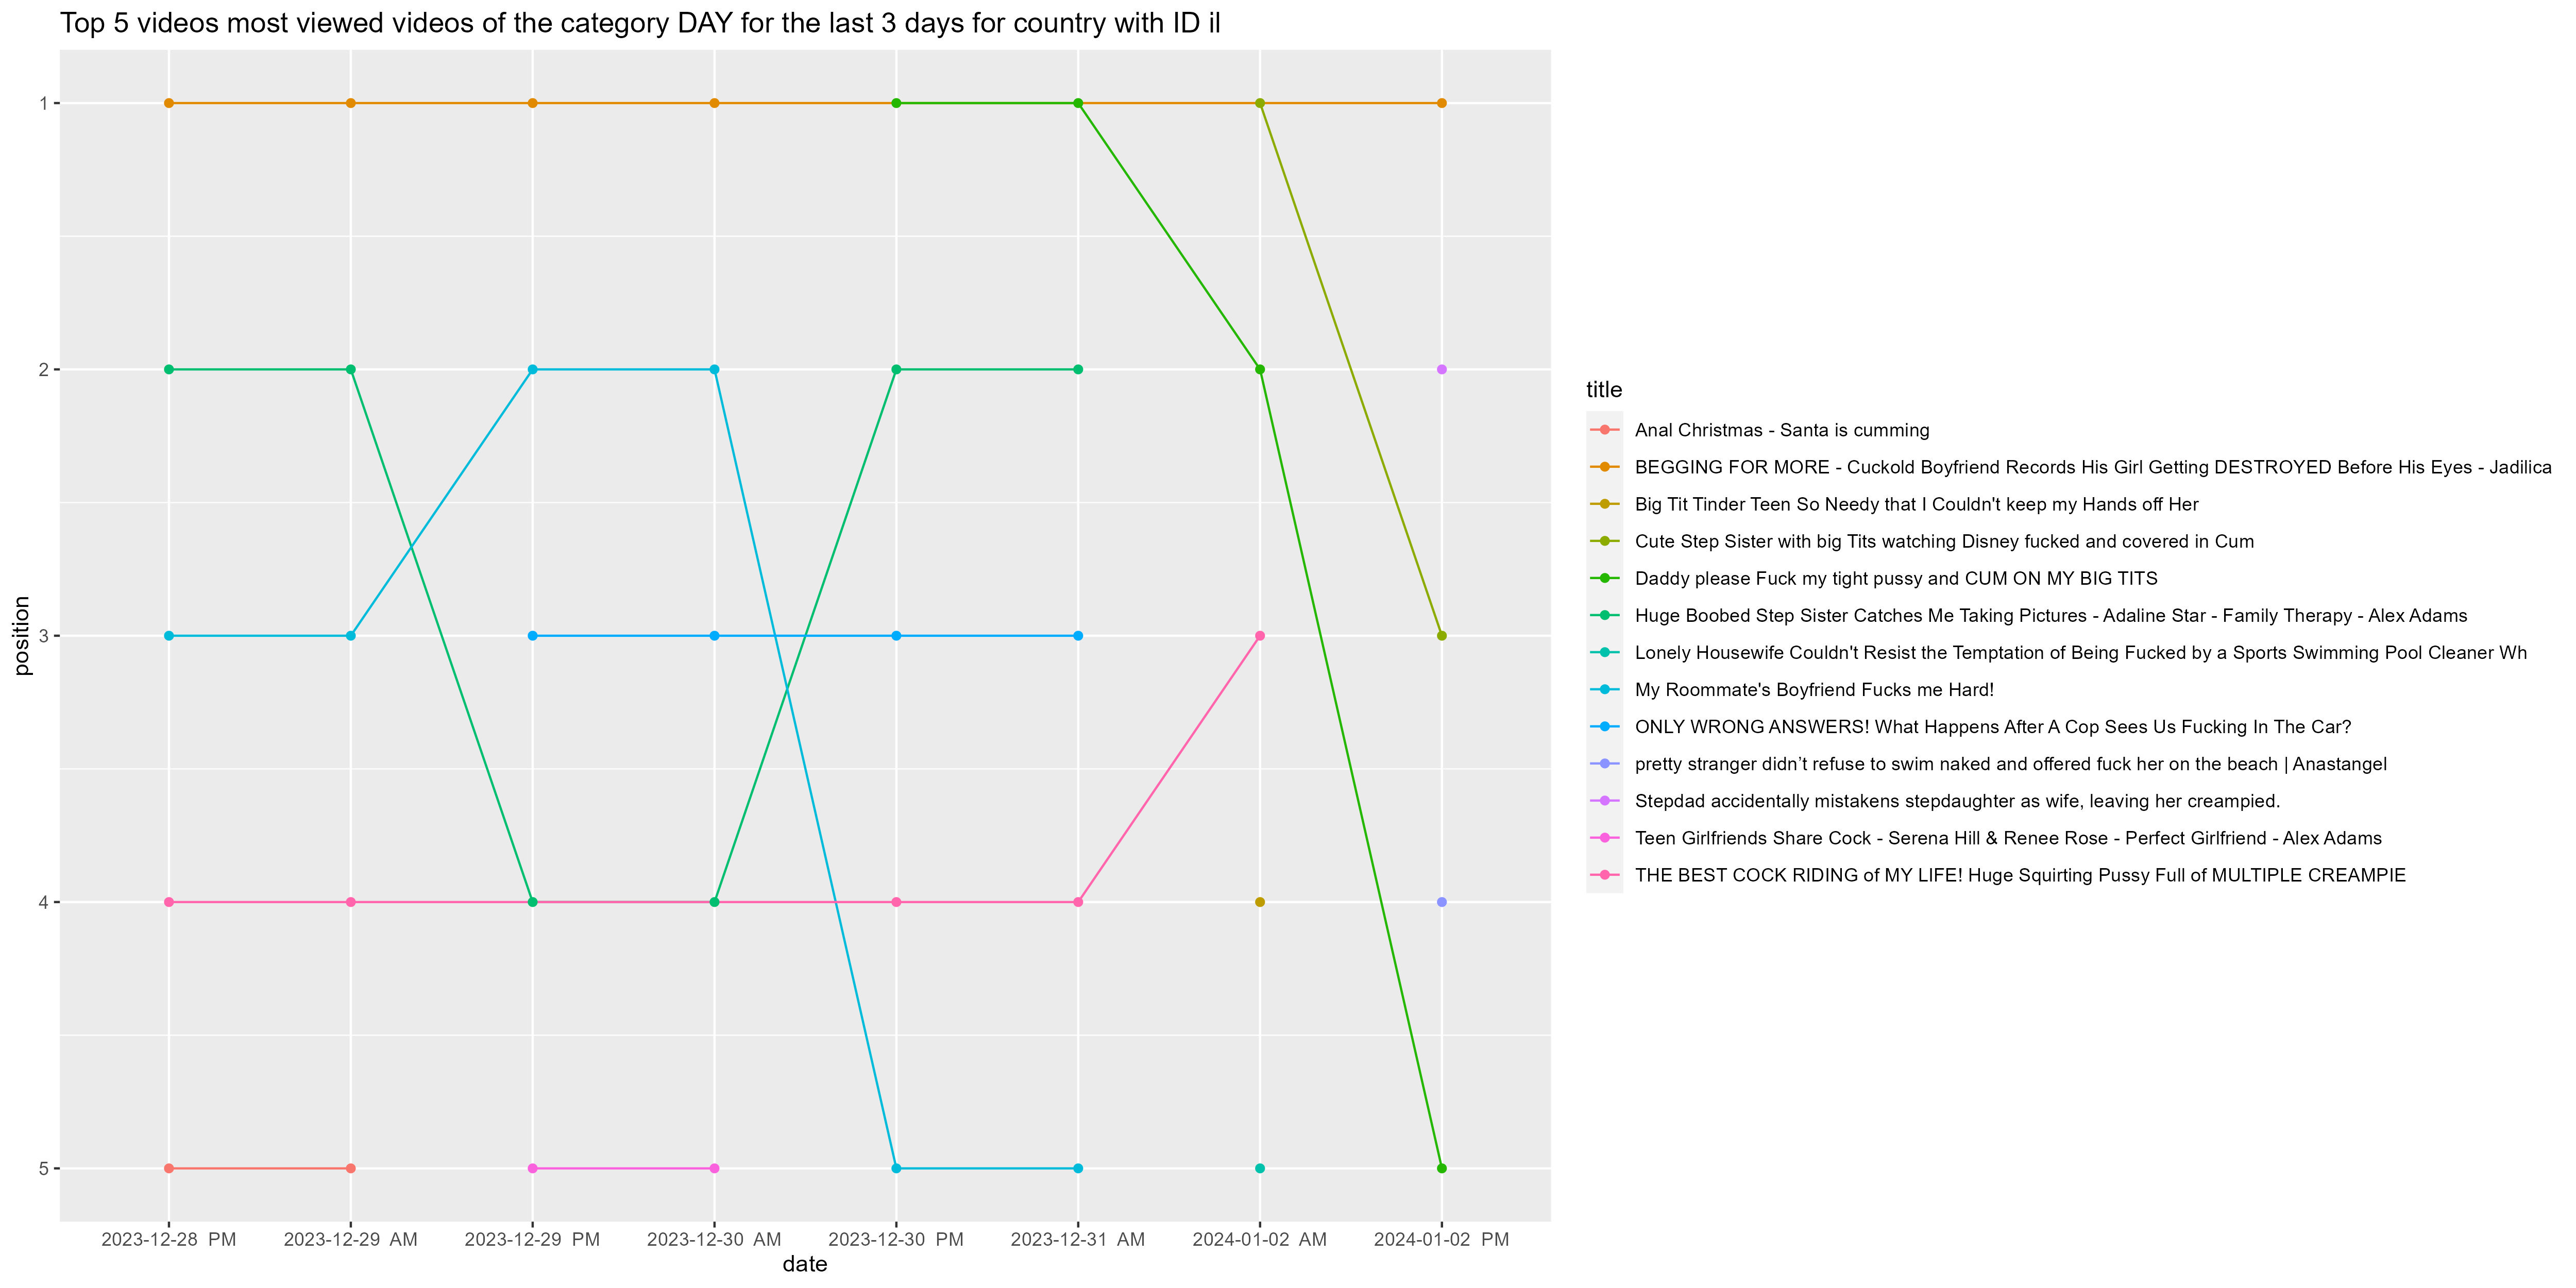 Top 5 videos most viewed videos of the category DAY for the last 3 days for country with ID il
position
1
2
3
4
5
2023-12-28 PM
2023-12-29 AM
2023-12-29 PM
2023-12-30 AM
2023-12-30 PM
2023-12-31 AM
2024-01-02 AM
2024-01-02 PM
date
title
Anal Christmas - Santa is cumming
BEGGING FOR MORE - Cuckold Boyfriend Records His Girl Getting DESTROYED Before His Eyes - Jadilica
Big Tit Tinder Teen So Needy that I Couldn't keep my Hands off Her
Cute Step Sister with big Tits watching Disney fucked and covered in Cum
Daddy please Fuck my tight pussy and CUM ON MY BIG TITS
Huge Boobed Step Sister Catches Me Taking Pictures - Adaline Star - Family Therapy - Alex Adams
Lonely Housewife Couldn't Resist the Temptation of Being Fucked by a Sports Swimming Pool Cleaner Wh
My Roommate's Boyfriend Fucks me Hard!
ONLY WRONG ANSWERS! What Happens After A Cop Sees Us Fucking In The Car?
pretty stranger didn’t refuse to swim naked and offered fuck her on the beach | Anastangel
Stepdad accidentally mistakens stepdaughter as wife, leaving her creampied.
Teen Girlfriends Share Cock - Serena Hill & Renee Rose - Perfect Girlfriend - Alex Adams
THE BEST COCK RIDING of MY LIFE! Huge Squirting Pussy Full of MULTIPLE CREAMPIE